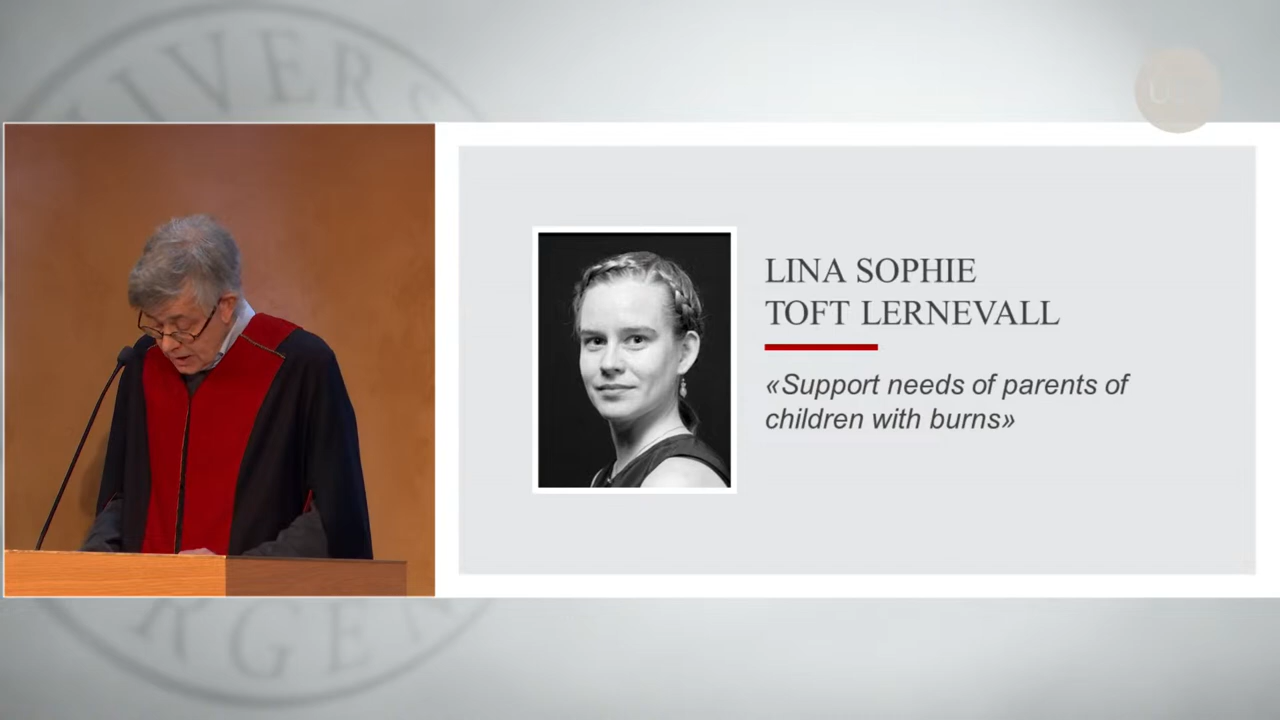 LINA SOPHIE
TOFT LERNEVALL
«Support needs of parents of
children with burns»